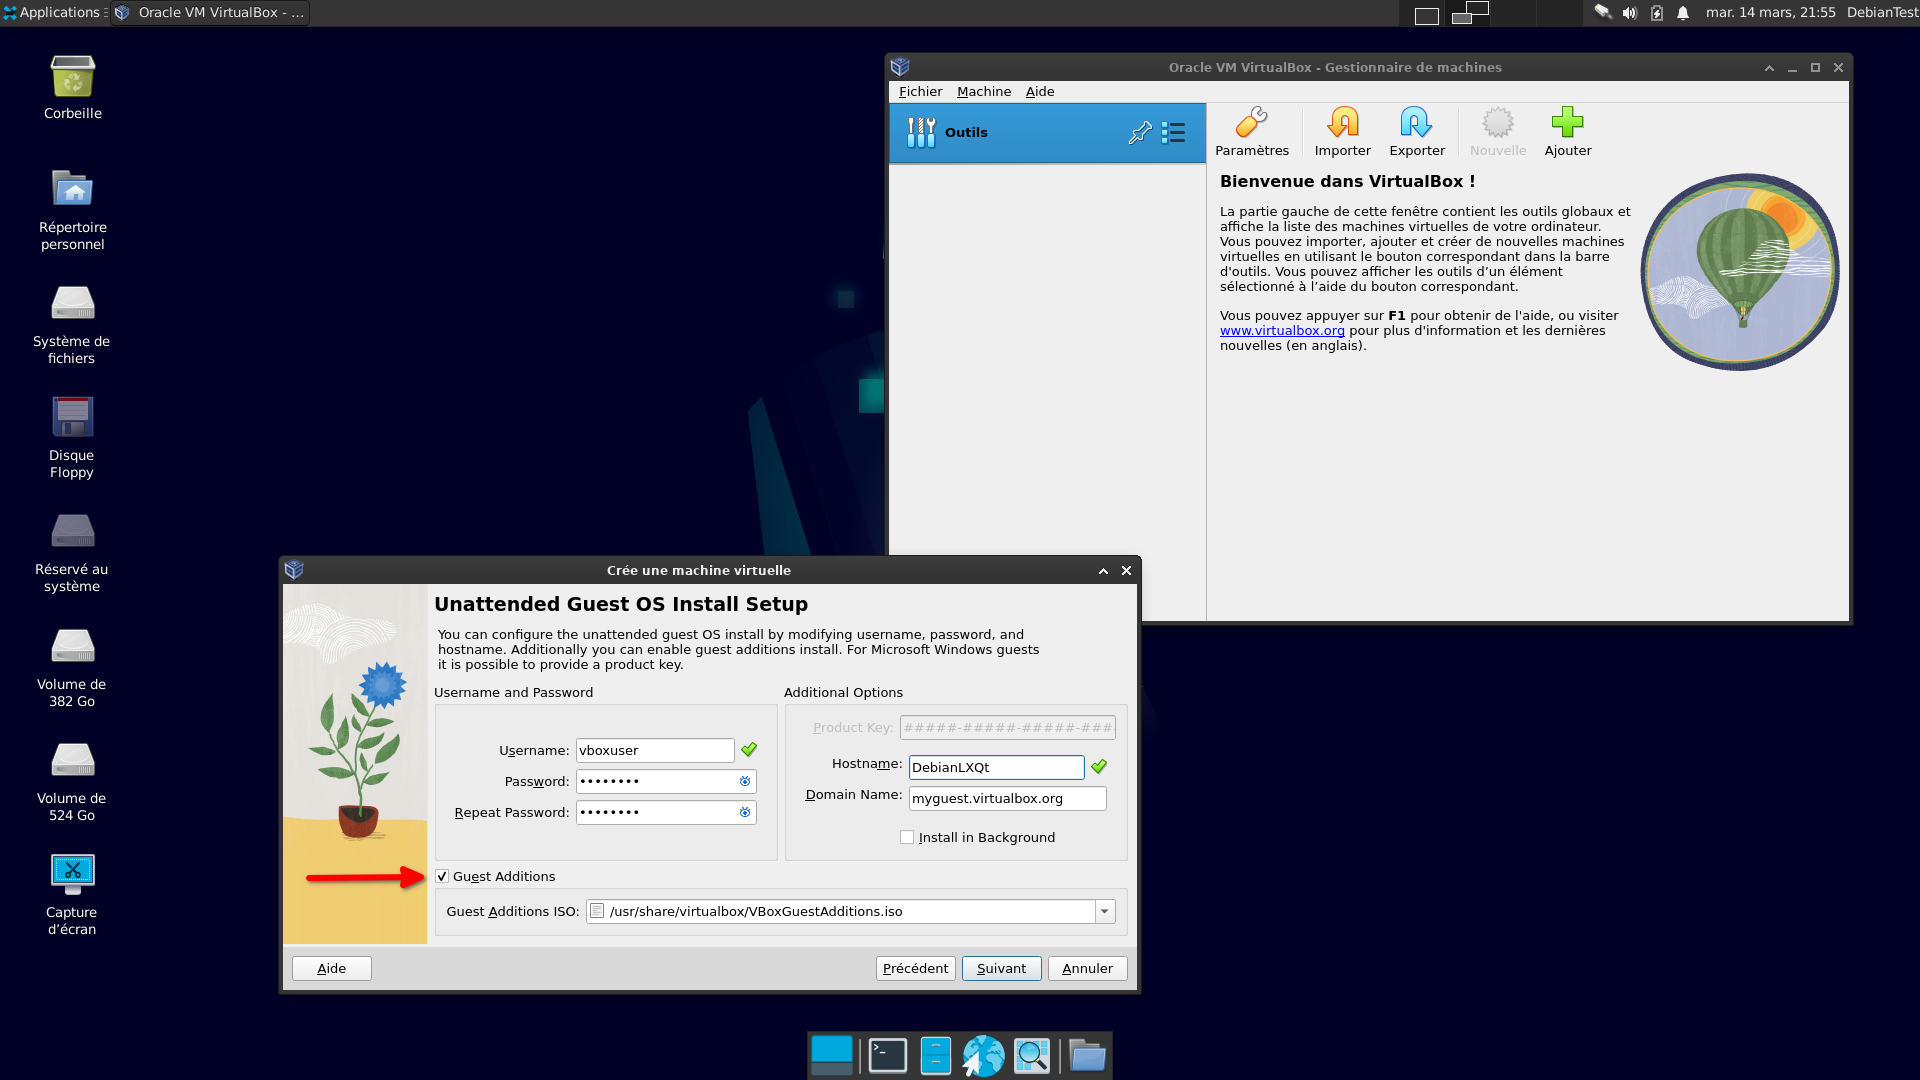 Applications
Oracle VM VirtualBox - ...
mar. 14 mars, 21:55
DebianTest
Corbeille
Répertoire
personnel
Système de
fichiers
Disque
Floppy
Réservé au
système
Volume de
382 Go
Volume de
524 Go
Capture
d’écran
Oracle VM VirtualBox - Gestionnaire de machines
Fichier Machine Aide
Outils
Paramètres Importer Exporter Nouvelle Ajouter
Bienvenue dans VirtualBox !
La partie gauche de cette fenêtre contient les outils globaux et
affiche la liste des machines virtuelles de votre ordinateur.
Vous pouvez importer, ajouter et créer de nouvelles machines
virtuelles en utilisant le bouton correspondant dans la barre
d'outils. Vous pouvez afficher les outils d’un élément
sélectionné à l’aide du bouton correspondant.
Vous pouvez appuyer sur F1 pour obtenir de l'aide, ou visiter
www.virtualbox.org pour plus d'information et les dernières
nouvelles (en anglais).
Crée une machine virtuelle
Unattended Guest OS Install Setup
You can configure the unattended guest OS install by modifying username, password, and
hostname. Additionally you can enable guest additions install. For Microsoft Windows guests
it is possible to provide a product key.
Username and Password
Username: vboxuser
Password: ••••••••
Repeat Password: ••••••••
Additional Options
Product Key: #####-#####-#####-###
Hostname: DebianLXQt
Domain Name: myguest.virtualbox.org
Install in Background
Guest Additions
Guest Additions ISO: /usr/share/virtualbox/VBoxGuestAdditions.iso
Aide Précédent Suivant Annuler